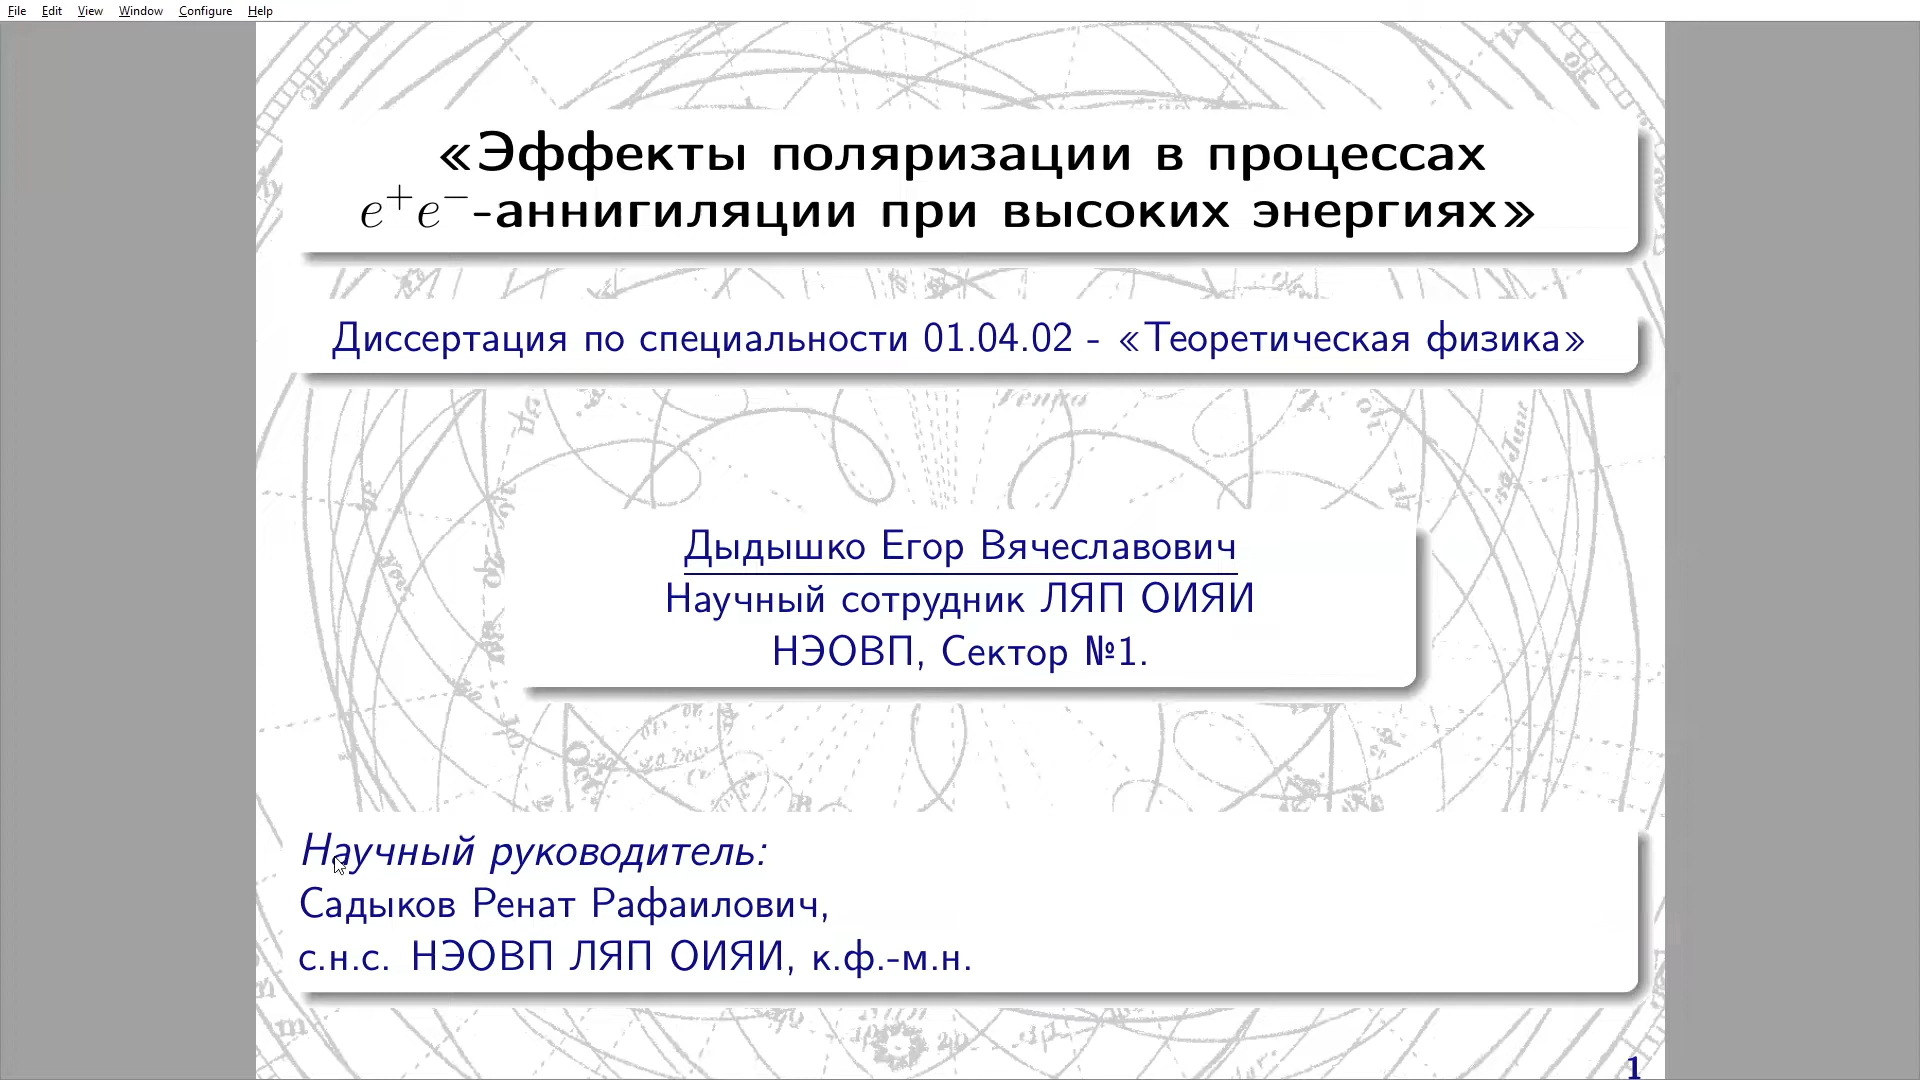 File Edit View Window Configure Help
«Эффекты поляризации в процессах
e⁺e⁻-аннигиляции при высоких энергиях»
Диссертация по специальности 01.04.02 - «Теоретическая физика»
Дыдышко Егор Вячеславович
Научный сотрудник ЛЯП ОИЯИ
НЭОВП, Сектор №1.
Научный руководитель:
Садыков Ренат Рафаилович,
с.н.с. НЭОВП ЛЯП ОИЯИ, к.ф.-м.н.
1